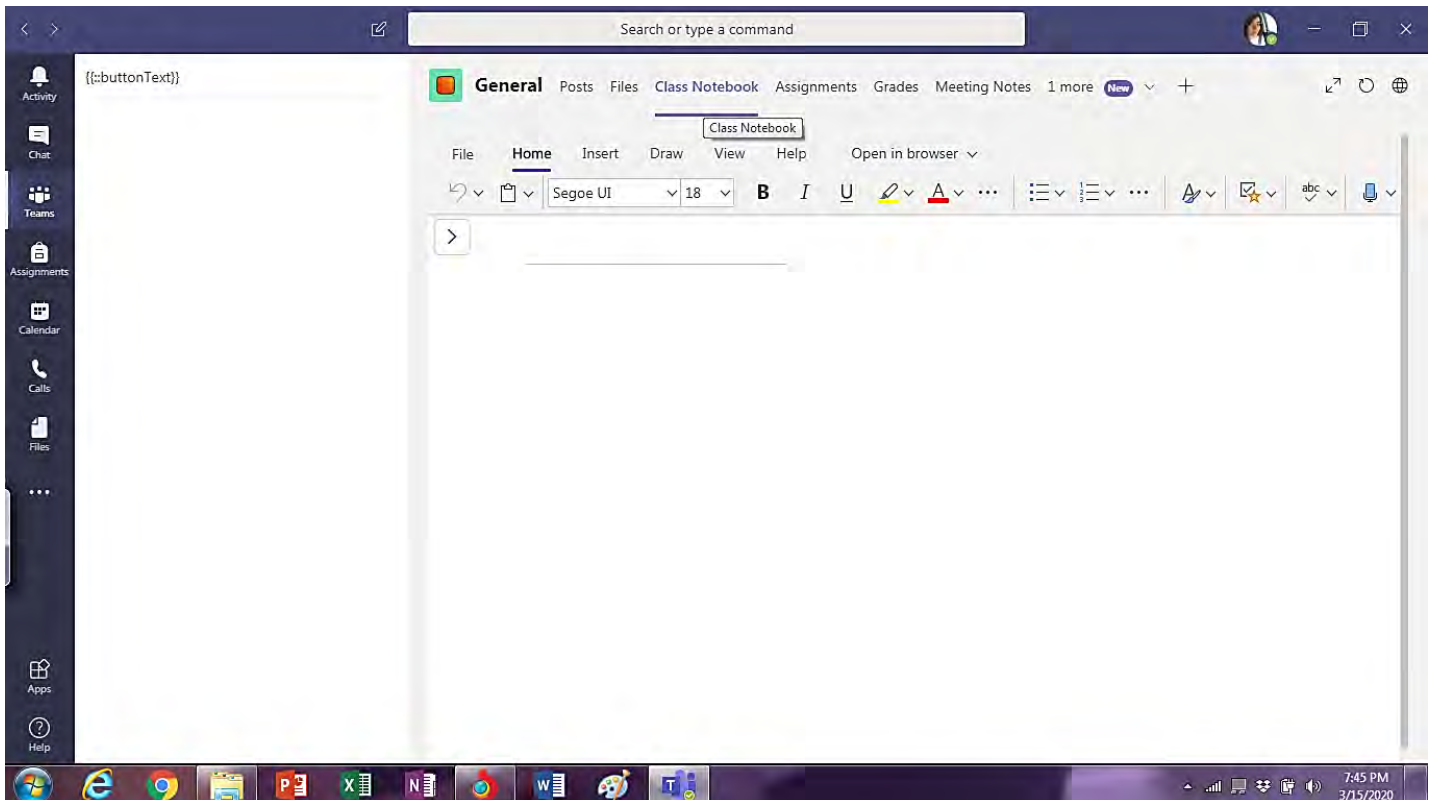 Search or type a command
Activity
Chat
Teams
Assignments
Calendar
Calls
Files
Apps
Help
{{::buttonText}}
General Posts Files Class Notebook Assignments Grades Meeting Notes 1 more New
Class Notebook
File Home Insert Draw View Help Open in browser
Segoe UI 18 B I U A abc
7:45 PM
3/15/2020